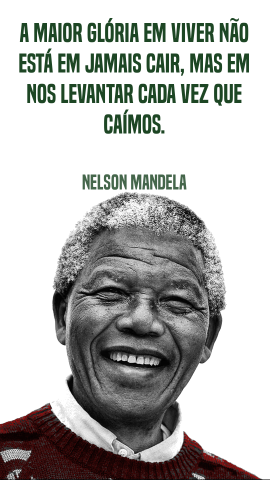 A MAIOR GLÓRIA EM VIVER NÃO
ESTÁ EM JAMAIS CAIR, MAS EM
NOS LEVANTAR CADA VEZ QUE
CAÍMOS.
NELSON MANDELA